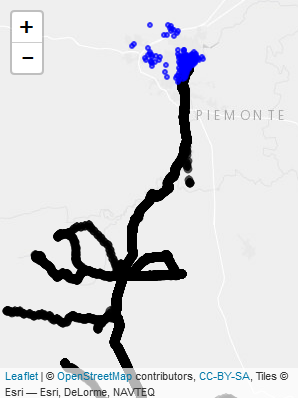 +
−
PIEMONTE
Leaflet | © OpenStreetMap contributors, CC-BY-SA, Tiles ©
Esri — Esri, DeLorme, NAVTEQ